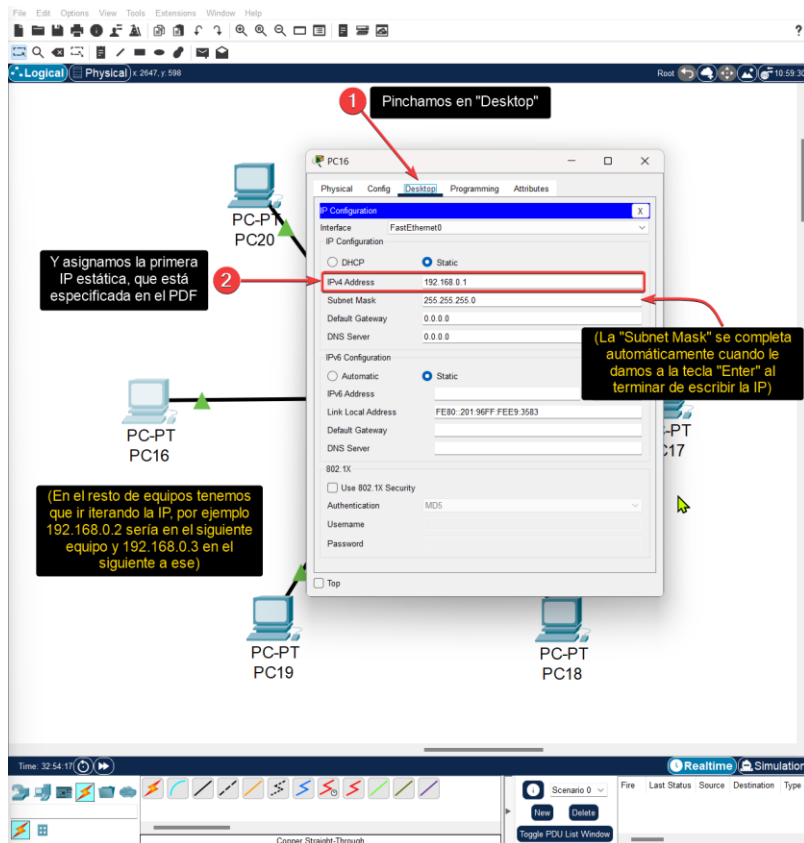 File Edit Options View Tools Extensions Window Help
?
Logical Physical x: 2647, y: 598 Root 10:59:30
1 Pinchamos en "Desktop"
PC16
Physical Config Desktop Programming Attributes
IP Configuration X
Interface FastEthernet0
IP Configuration
DHCP Static
IPv4 Address 192.168.0.1
Subnet Mask 255.255.255.0
Default Gateway 0.0.0.0
DNS Server 0.0.0.0
IPv6 Configuration
Automatic Static
IPv6 Address
Link Local Address FE80::201:96FF:FEE9:3583
Default Gateway
DNS Server
802.1X
Use 802.1X Security
Authentication MD5
Username
Password
Top
PC-PT
PC20
Y asignamos la primera
IP estática, que está
especificada en el PDF
2
(La "Subnet Mask" se completa
automáticamente cuando le
damos a la tecla "Enter" al
terminar de escribir la IP)
PC-PT
PC16
-PT
17
(En el resto de equipos tenemos
que ir iterando la IP, por ejemplo
192.168.0.2 sería en el siguiente
equipo y 192.168.0.3 en el
siguiente a ese)
PC-PT
PC19
PC-PT
PC18
Time: 32:54:17 Realtime Simulation
Scenario 0 Fire Last Status Source Destination Type
New Delete
Toggle PDU List Window
Copper Straight-Through